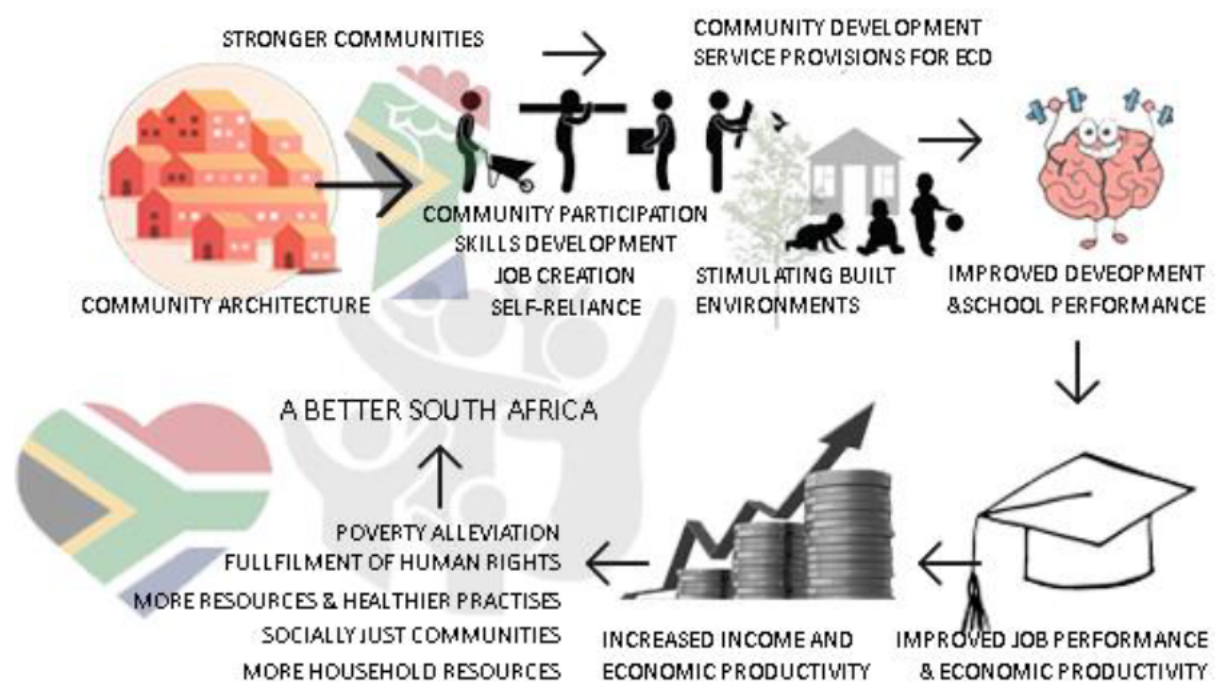 STRONGER COMMUNITIES
COMMUNITY DEVELOPMENT
SERVICE PROVISIONS FOR ECD
COMMUNITY ARCHITECTURE
COMMUNITY PARTICIPATION
SKILLS DEVELOPMENT
JOB CREATION
SELF-RELIANCE
STIMULATING BUILT
ENVIRONMENTS
IMPROVED DEVEOPMENT
&SCHOOL PERFORMANCE
IMPROVED JOB PERFORMANCE
& ECONOMIC PRODUCTIVITY
INCREASED INCOME AND
ECONOMIC PRODUCTIVITY
POVERTY ALLEVIATION
FULLFILMENT OF HUMAN RIGHTS
MORE RESOURCES & HEALTHIER PRACTISES
SOCIALLY JUST COMMUNITIES
MORE HOUSEHOLD RESOURCES
A BETTER SOUTH AFRICA